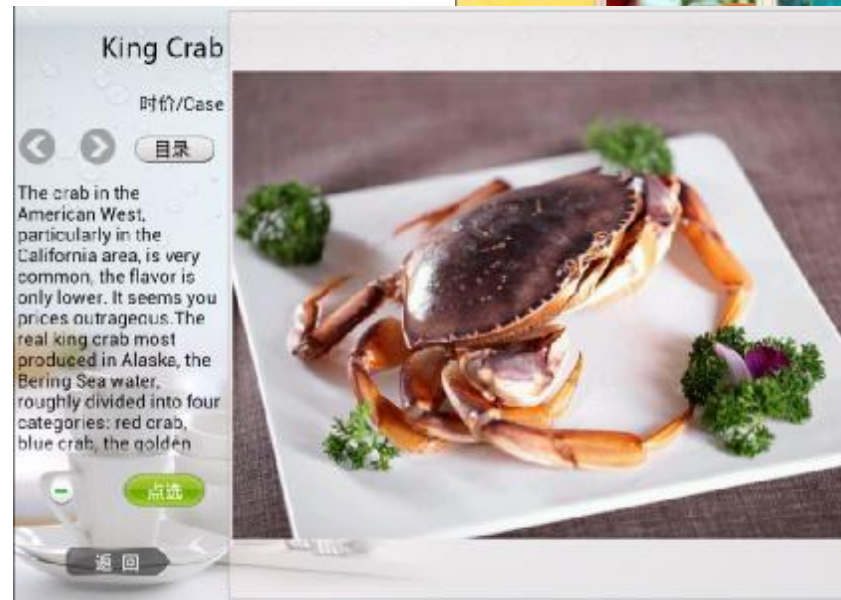 King Crab
时价/Case
目录
The crab in the
American West,
particularly in the
California area, is very
common, the flavor is
only lower. It seems you
prices outrageous.The
real king crab most
produced in Alaska, the
Bering Sea water,
roughly divided into four
categories: red crab,
blue crab, the golden
点选
返回